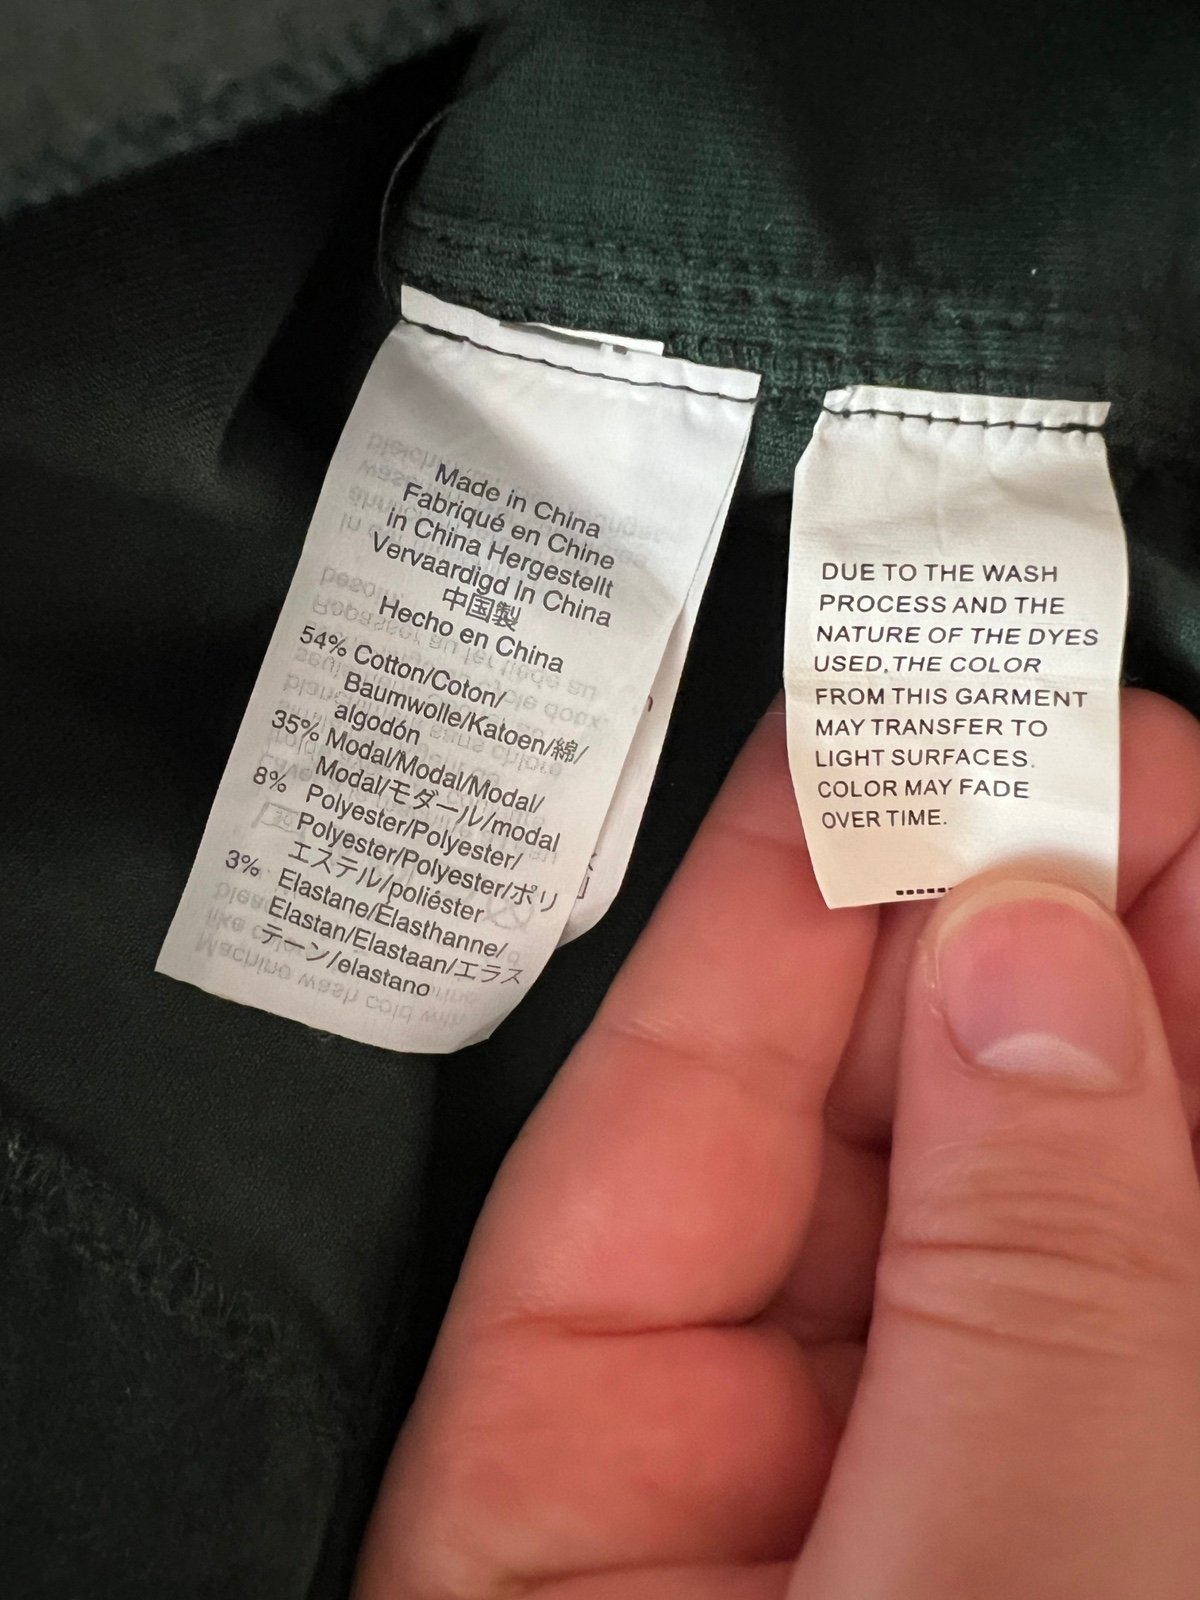 Made in China
Fabriqué en Chine
in China Hergestellt
Vervaardigd In China
中国製
Hecho en China
54% Cotton/Coton/
Baumwolle/Katoen/綿/
algodón
35% Modal/Modal/Modal/
Modal/モダール/modal
8% Polyester/Polyester/
Polyester/Polyester/ポリ
エステル/poliéster
3% Elastane/Elasthanne/
Elastan/Elastaan/エラス
テーン/elastano
DUE TO THE WASH
PROCESS AND THE
NATURE OF THE DYES
USED,THE COLOR
FROM THIS GARMENT
MAY TRANSFER TO
LIGHT SURFACES.
COLOR MAY FADE
OVER TIME.